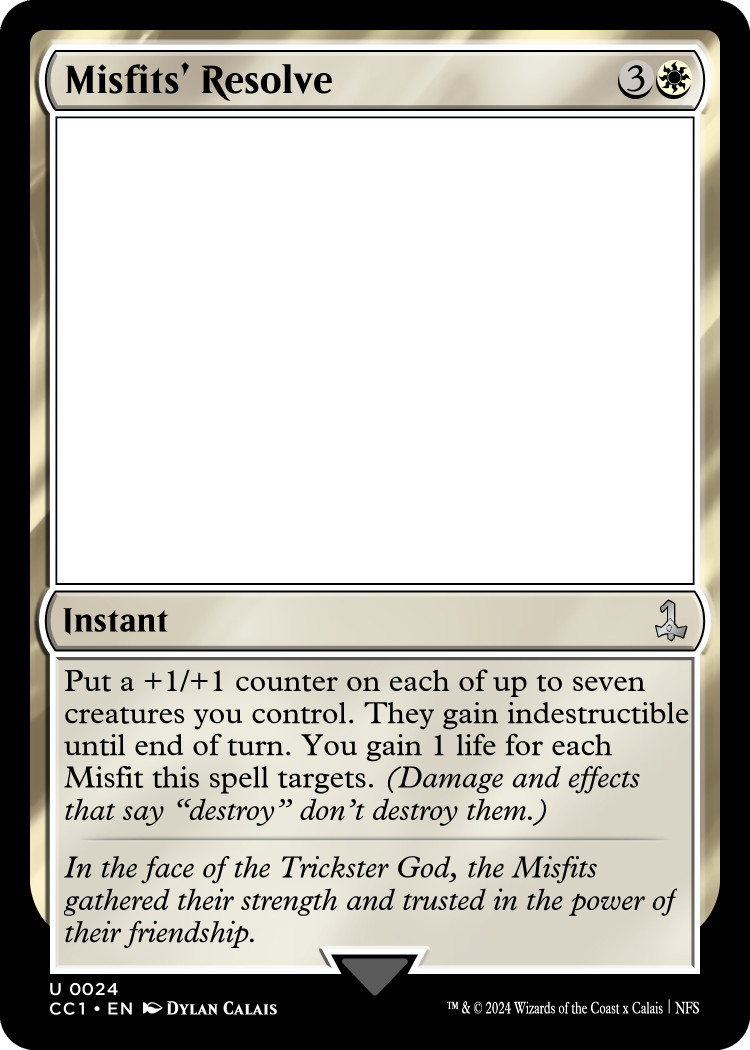 Misfits’ Resolve 3
Instant
Put a +1/+1 counter on each of up to seven
creatures you control. They gain indestructible
until end of turn. You gain 1 life for each
Misfit this spell targets. (Damage and effects
that say “destroy” don’t destroy them.)
In the face of the Trickster God, the Misfits
gathered their strength and trusted in the power of
their friendship.
U 0024
CC1 • EN DYLAN CALAIS
™ & © 2024 Wizards of the Coast x Calais | NFS